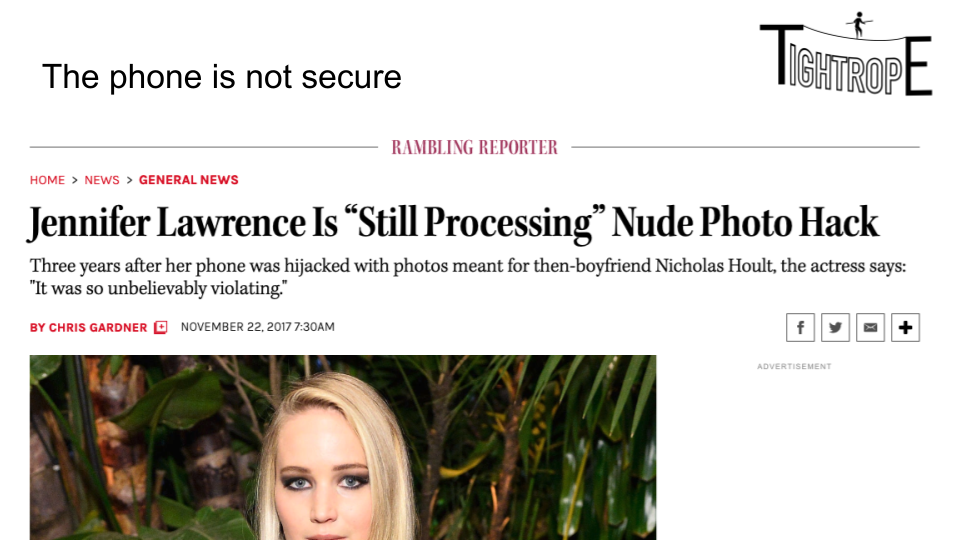 The phone is not secure
TIGHTROPE
RAMBLING REPORTER
HOME > NEWS > GENERAL NEWS
Jennifer Lawrence Is “Still Processing” Nude Photo Hack
Three years after her phone was hijacked with photos meant for then-boyfriend Nicholas Hoult, the actress says:
"It was so unbelievably violating."
BY CHRIS GARDNER NOVEMBER 22, 2017 7:30AM
ADVERTISEMENT